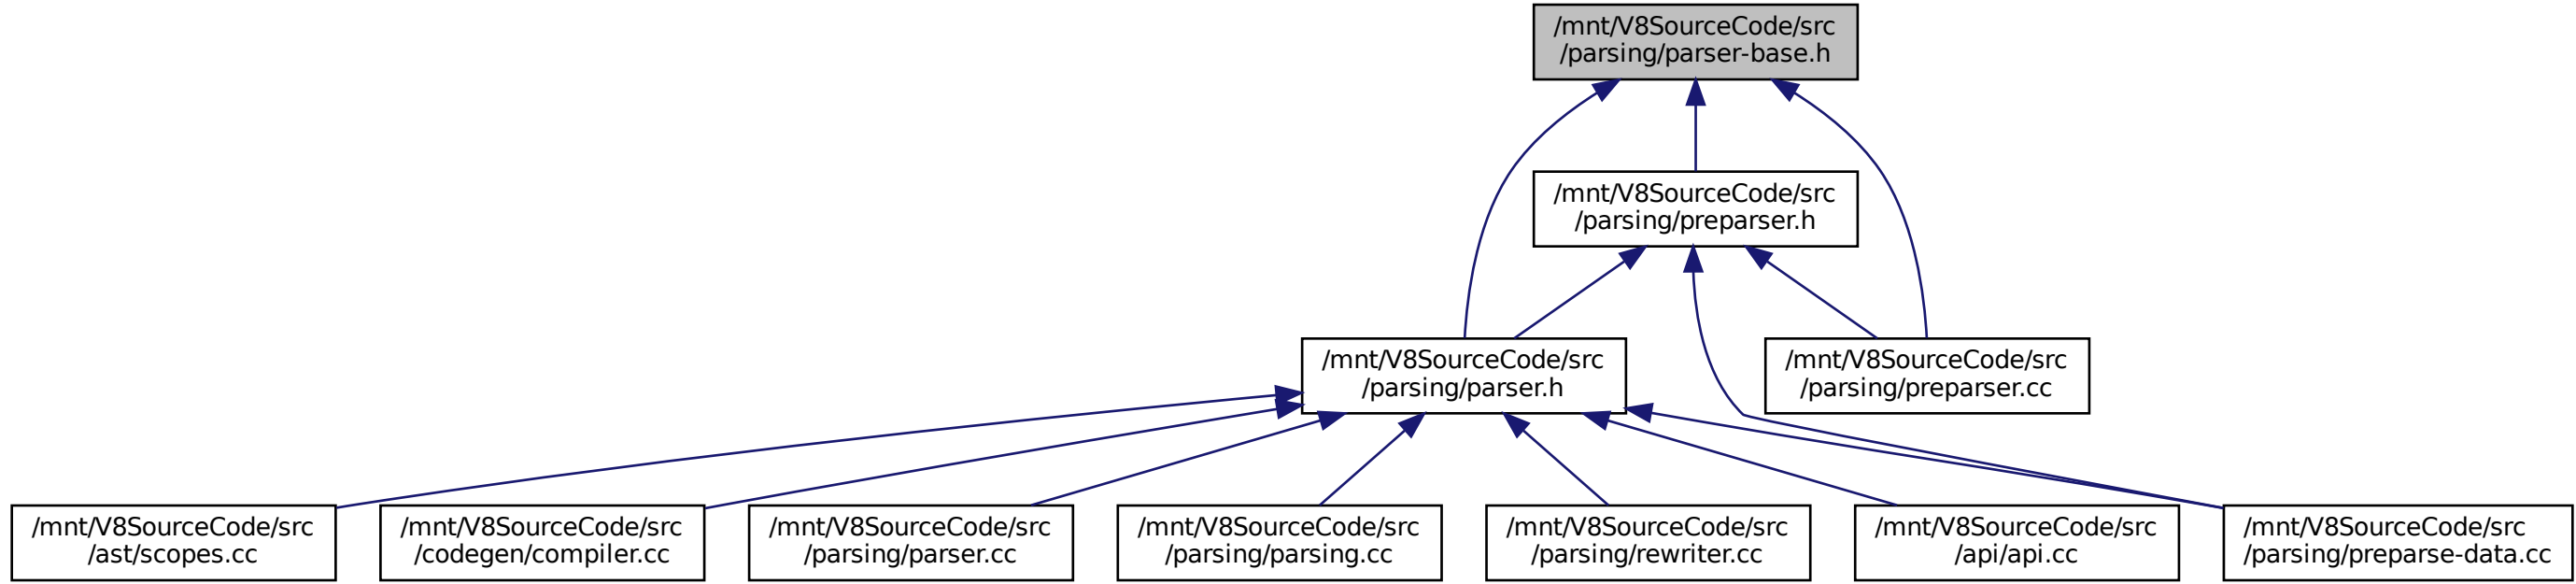 /mnt/V8SourceCode/src
/parsing/parser-base.h
/mnt/V8SourceCode/src
/parsing/preparser.h
/mnt/V8SourceCode/src
/parsing/parser.h
/mnt/V8SourceCode/src
/parsing/preparser.cc
/mnt/V8SourceCode/src
/ast/scopes.cc
/mnt/V8SourceCode/src
/codegen/compiler.cc
/mnt/V8SourceCode/src
/parsing/parser.cc
/mnt/V8SourceCode/src
/parsing/parsing.cc
/mnt/V8SourceCode/src
/parsing/rewriter.cc
/mnt/V8SourceCode/src
/api/api.cc
/mnt/V8SourceCode/src
/parsing/preparse-data.cc